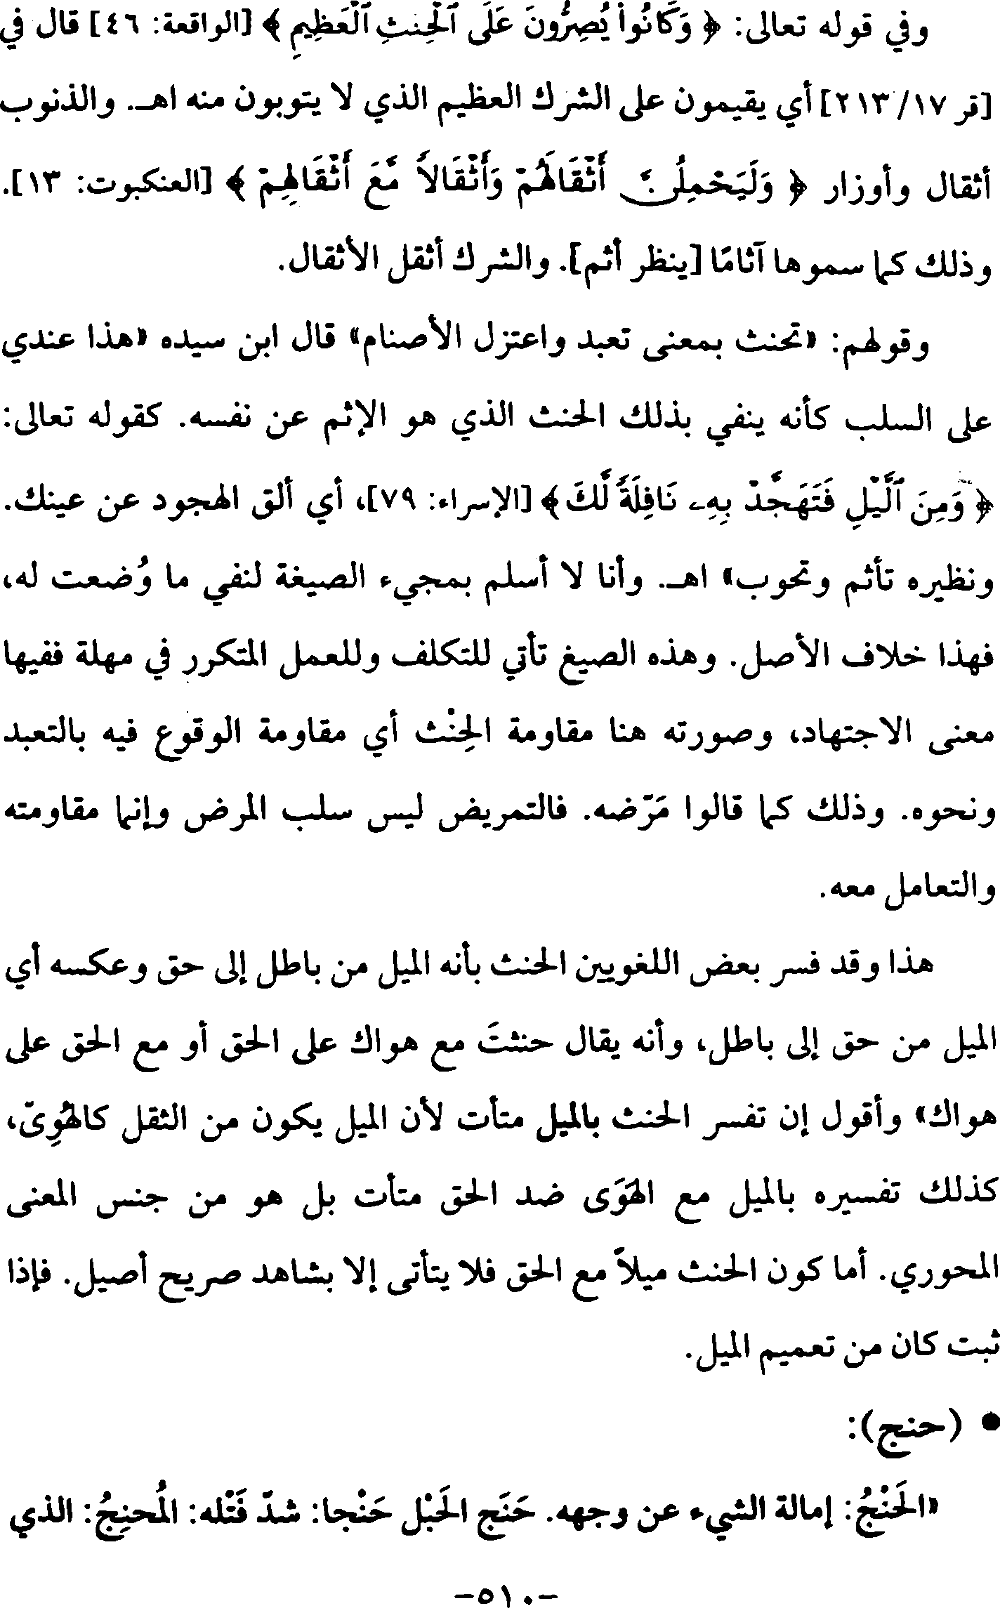 وفي قوله تعالى: ﴿ وَكَانُوا۟ يُصِرُّونَ عَلَى ٱلْحِنثِ ٱلْعَظِيمِ ﴾ [الواقعة: ٤٦] قال في
[قر ١٧/ ٢١٣] أي يقيمون على الشرك العظيم الذي لا يتوبون منه اهـ. والذنوب
أثقال وأوزار ﴿ وَلَيَحْمِلُنَّ أَثْقَالَهُمْ وَأَثْقَالًا مَّعَ أَثْقَالِهِمْ ﴾ [العنكبوت: ١٣].
وذلك كما سموها آثامًا [ينظر أثم]. والشرك أثقل الأثقال.
وقولهم: «تحنث بمعنى تعبد واعتزل الأصنام» قال ابن سيده «هذا عندي
على السلب كأنه ينفي بذلك الحنث الذي هو الإثم عن نفسه. كقوله تعالى:
﴿ وَمِنَ ٱلَّيْلِ فَتَهَجَّدْ بِهِۦ نَافِلَةً لَّكَ ﴾ [الإسراء: ٧٩]، أي ألق الهجود عن عينك.
ونظيره تأثم وتحوب» اهـ. وأنا لا أسلم بمجيء الصيغة لنفي ما وُضعت له،
فهذا خلاف الأصل. وهذه الصيغ تأتي للتكلف وللعمل المتكرر في مهلة ففيها
معنى الاجتهاد، وصورته هنا مقاومة الحِنْث أي مقاومة الوقوع فيه بالتعبد
ونحوه. وذلك كما قالوا مَرّضه. فالتمريض ليس سلب المرض وإنما مقاومته
والتعامل معه.
هذا وقد فسر بعض اللغويين الحنث بأنه الميل من باطل إلى حق وعكسه أي
الميل من حق إلى باطل، وأنه يقال حنثتَ مع هواك على الحق أو مع الحق على
هواك» وأقول إن تفسر الحنث بالميل متأت لأن الميل يكون من الثقل كالهُوِىّ،
كذلك تفسيره بالميل مع الهَوَى ضد الحق متأت بل هو من جنس المعنى
المحوري. أما كون الحنث ميلاً مع الحق فلا يتأتى إلا بشاهد صريح أصيل. فإذا
ثبت كان من تعميم الميل.
• (حنج):
«الحَنْجُ: إمالة الشيء عن وجهه. حَنَج الحَبْل حَنْجا: شدّ فَتْله: المُحنِجُ: الذي
-٥١٠-